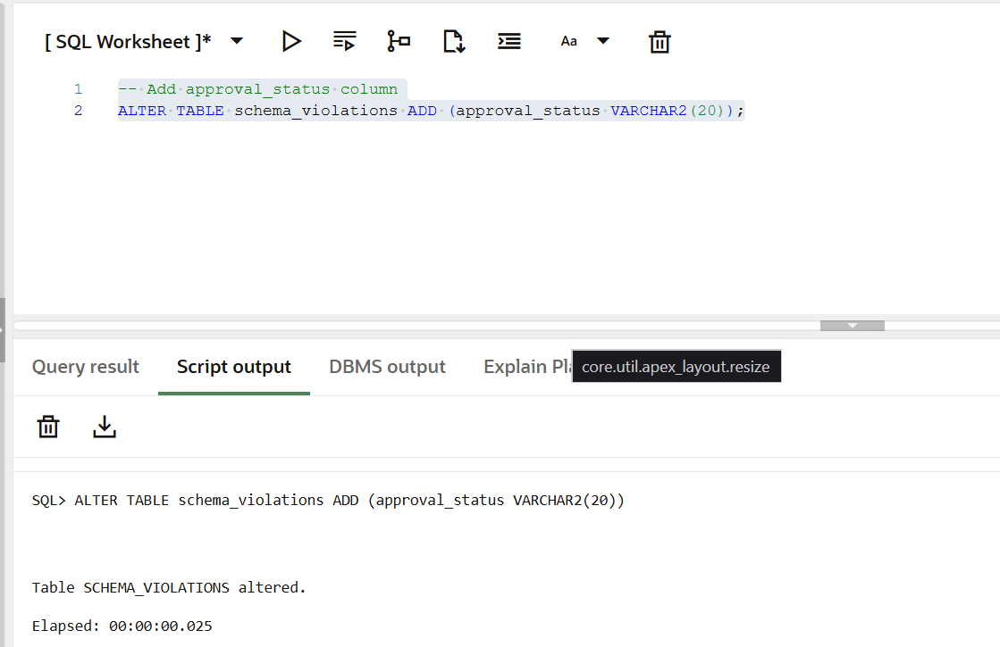 [ SQL Worksheet ]*
Aa
1 -- Add approval_status column
2 ALTER TABLE schema_violations ADD (approval_status VARCHAR2(20));
Query result Script output DBMS output Explain Pl
core.util.apex_layout.resize
SQL> ALTER TABLE schema_violations ADD (approval_status VARCHAR2(20))
Table SCHEMA_VIOLATIONS altered.
Elapsed: 00:00:00.025